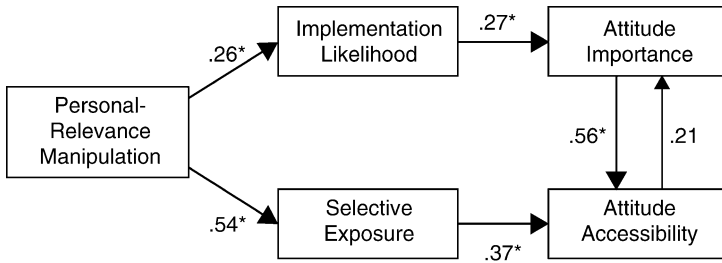 Implementation
Likelihood
.27*
Attitude
Importance
.26*
Personal-
Relevance
Manipulation
.56*
.21
.54*
Selective
Exposure
.37*
Attitude
Accessibility